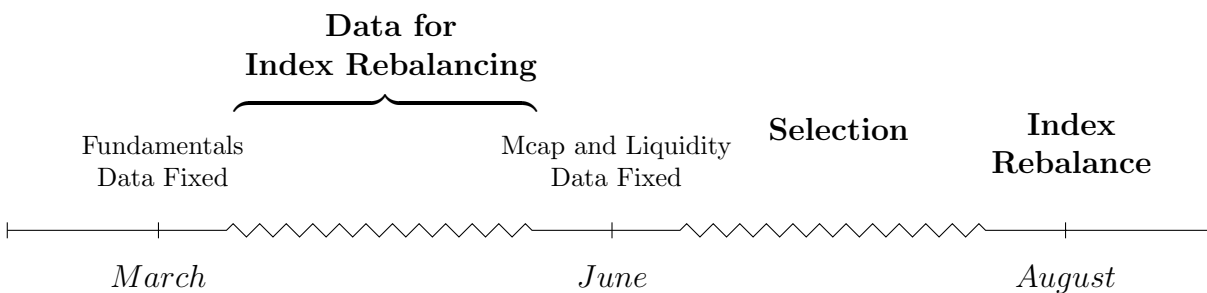 Data for
Index Rebalancing
Fundamentals
Data Fixed
Mcap and Liquidity
Data Fixed
Selection
Index
Rebalance
March
June
August